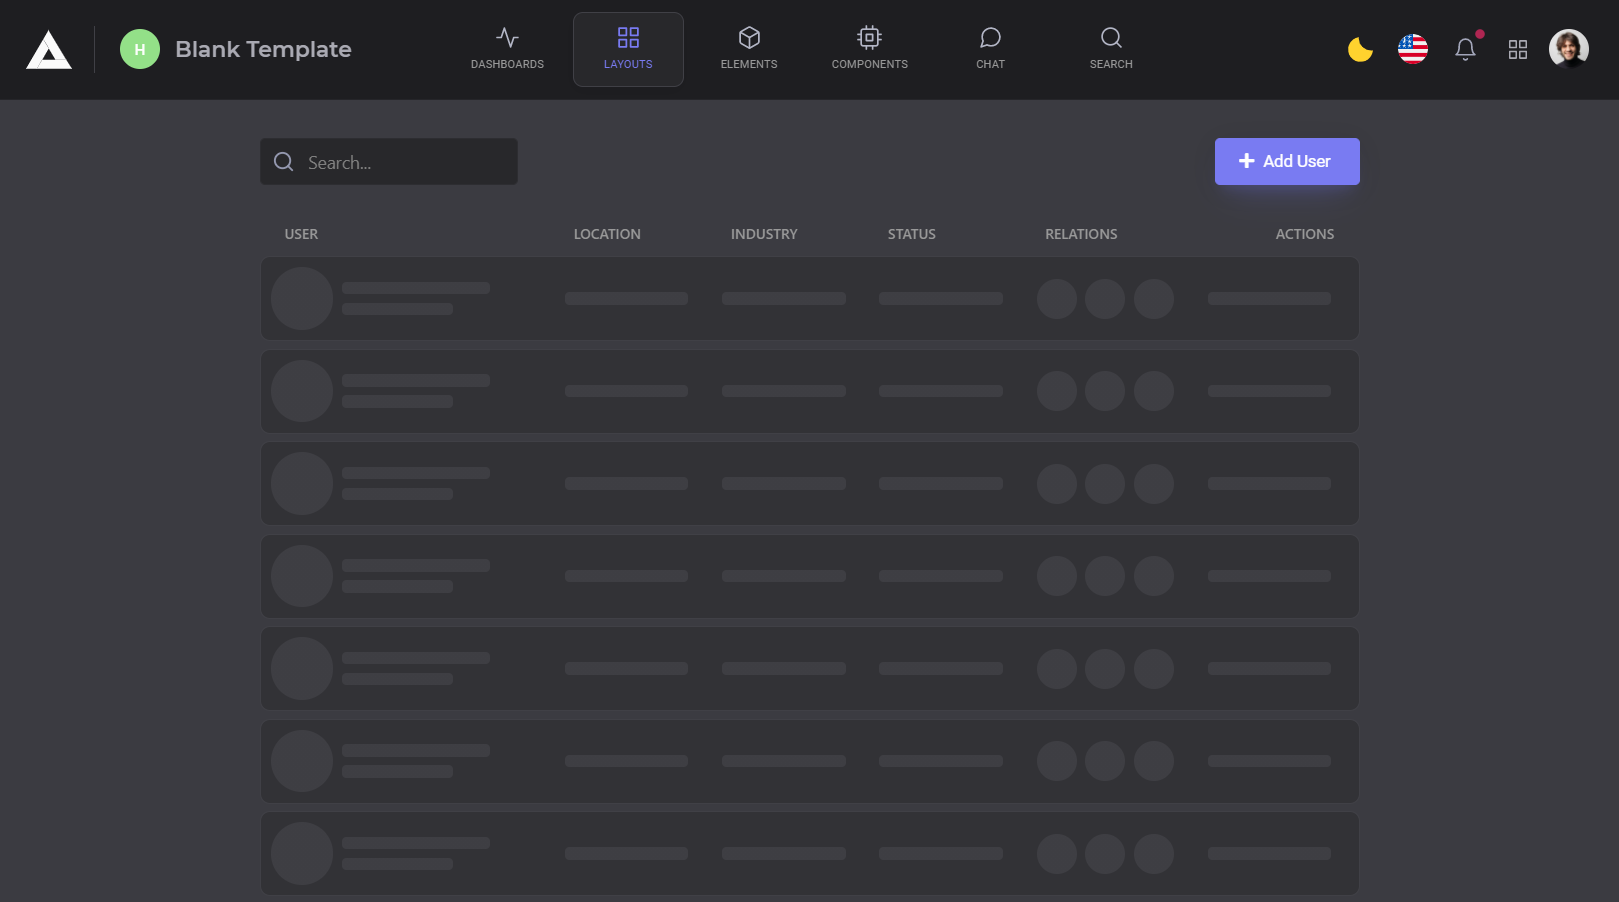 H
Blank Template
DASHBOARDS
LAYOUTS
ELEMENTS
COMPONENTS
CHAT
SEARCH
Search...
Add User
USER
LOCATION
INDUSTRY
STATUS
RELATIONS
ACTIONS